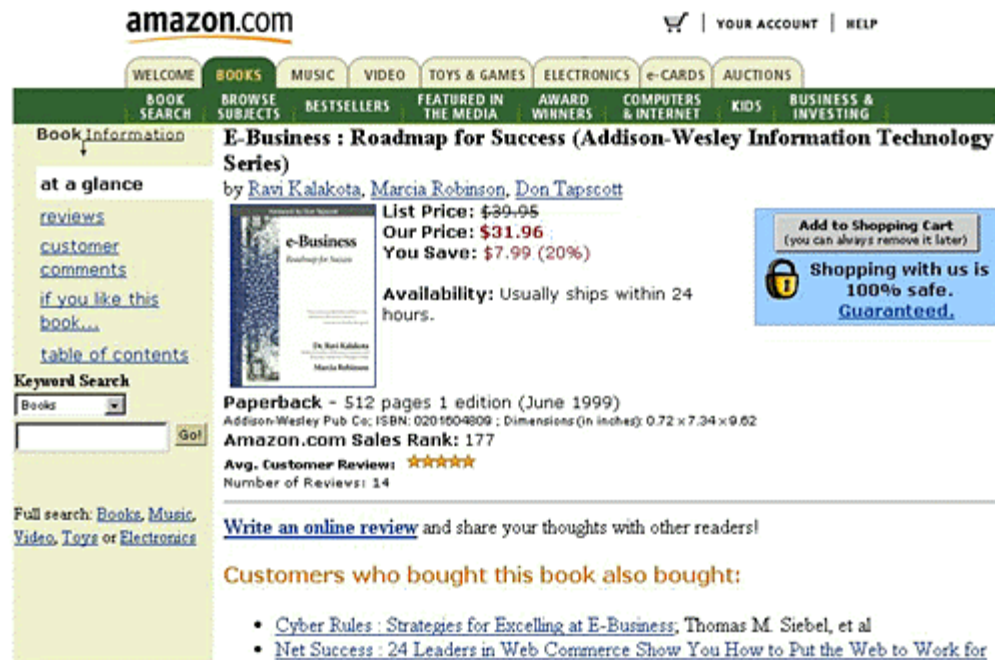 amazon.com
YOUR ACCOUNT | HELP
WELCOME BOOKS MUSIC VIDEO TOYS & GAMES ELECTRONICS e-CARDS AUCTIONS
BOOK SEARCH BROWSE SUBJECTS BESTSELLERS FEATURED IN THE MEDIA AWARD WINNERS COMPUTERS & INTERNET KIDS BUSINESS & INVESTING
Book Information
at a glance
reviews
customer
comments
if you like this
book...
table of contents
Keyword Search
Books
Go!
Full search: Books, Music,
Video, Toys or Electronics
E-Business : Roadmap for Success (Addison-Wesley Information Technology
Series)
by Ravi Kalakota, Marcia Robinson, Don Tapscott
e-Business
Roadmap for Success
Dr. Ravi Kalakota
Marcia Robinson
List Price: $39.95
Our Price: $31.96
You Save: $7.99 (20%)
Availability: Usually ships within 24
hours.
Add to Shopping Cart
(you can always remove it later)
Shopping with us is
100% safe.
Guaranteed.
Paperback - 512 pages 1 edition (June 1999)
Addison-Wesley Pub Co; ISBN: 0201604809 ; Dimensions (in inches): 0.72 x 7.34 x 9.62
Amazon.com Sales Rank: 177
Avg. Customer Review:
Number of Reviews: 14
Write an online review and share your thoughts with other readers!
Customers who bought this book also bought:
• Cyber Rules : Strategies for Excelling at E-Business; Thomas M. Siebel, et al
• Net Success : 24 Leaders in Web Commerce Show You How to Put the Web to Work for